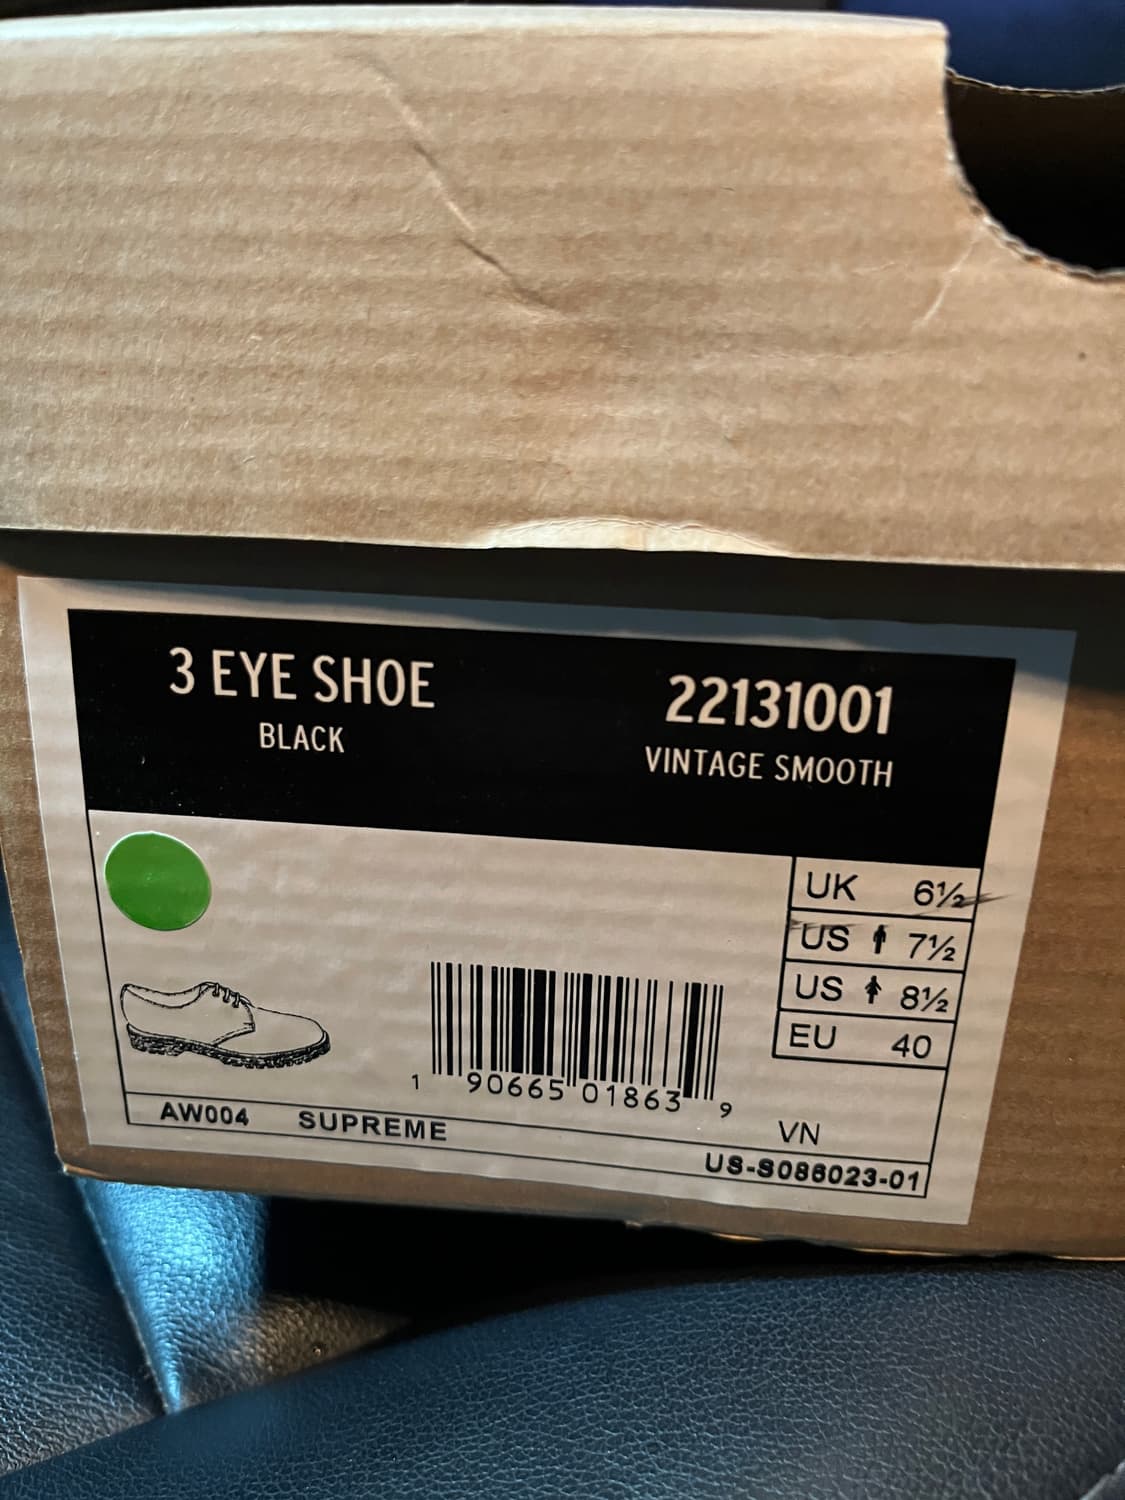 3 EYE SHOE
BLACK
22131001
VINTAGE SMOOTH
UK 6½
US 7½
US 8½
EU 40
1 90665 01863 9
VN
AW004 SUPREME
US-S086023-01